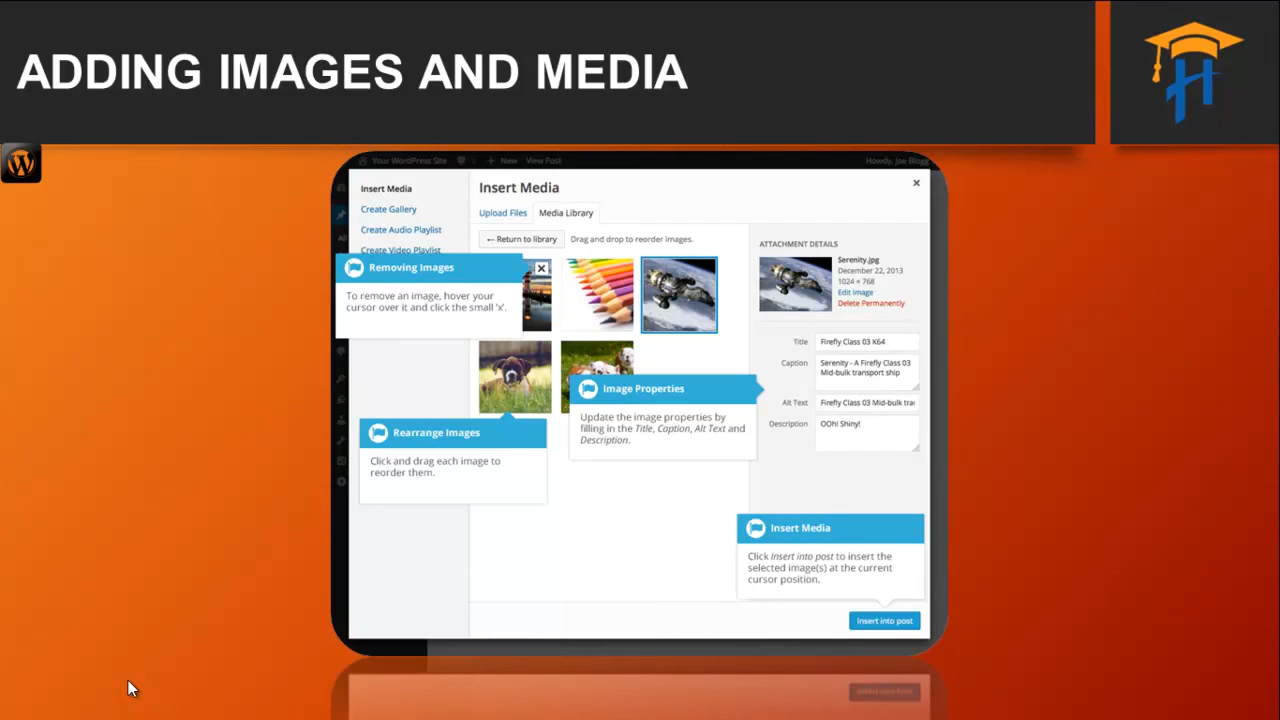 ADDING IMAGES AND MEDIA
Your WordPress Site
New
View Post
Howdy, Joe Blogg
Insert Media
Create Gallery
Create Audio Playlist
Create Video Playlist
Insert Media
Upload Files
Media Library
← Return to library
Drag and drop to reorder images.
Removing Images
To remove an image, hover your
cursor over it and click the small 'x'.
Rearrange Images
Click and drag each image to
reorder them.
Image Properties
Update the image properties by
filling in the Title, Caption, Alt Text and
Description.
ATTACHMENT DETAILS
Serenity.jpg
December 22, 2013
1024 × 768
Edit Image
Delete Permanently
Title
Firefly Class 03 K64
Caption
Serenity - A Firefly Class 03
Mid-bulk transport ship
Alt Text
Firefly Class 03 Mid-bulk tra
Description
OOh! Shiny!
Insert Media
Click Insert into post to insert the
selected image(s) at the current
cursor position.
Insert into post